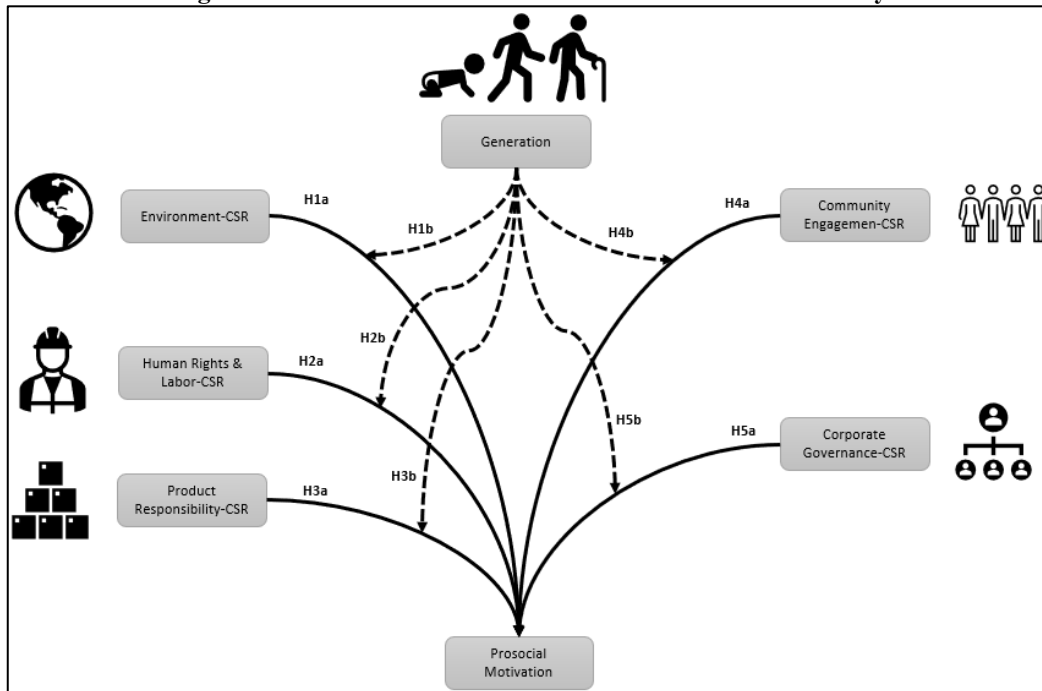 Generation
H1a
H4a
Environment-CSR
Community
Engagemen-CSR
H1b
H4b
H2b
Human Rights &
Labor-CSR
H2a
H5b
H5a
Corporate
Governance-CSR
H3b
Product
Responsibility-CSR
H3a
Prosocial
Motivation